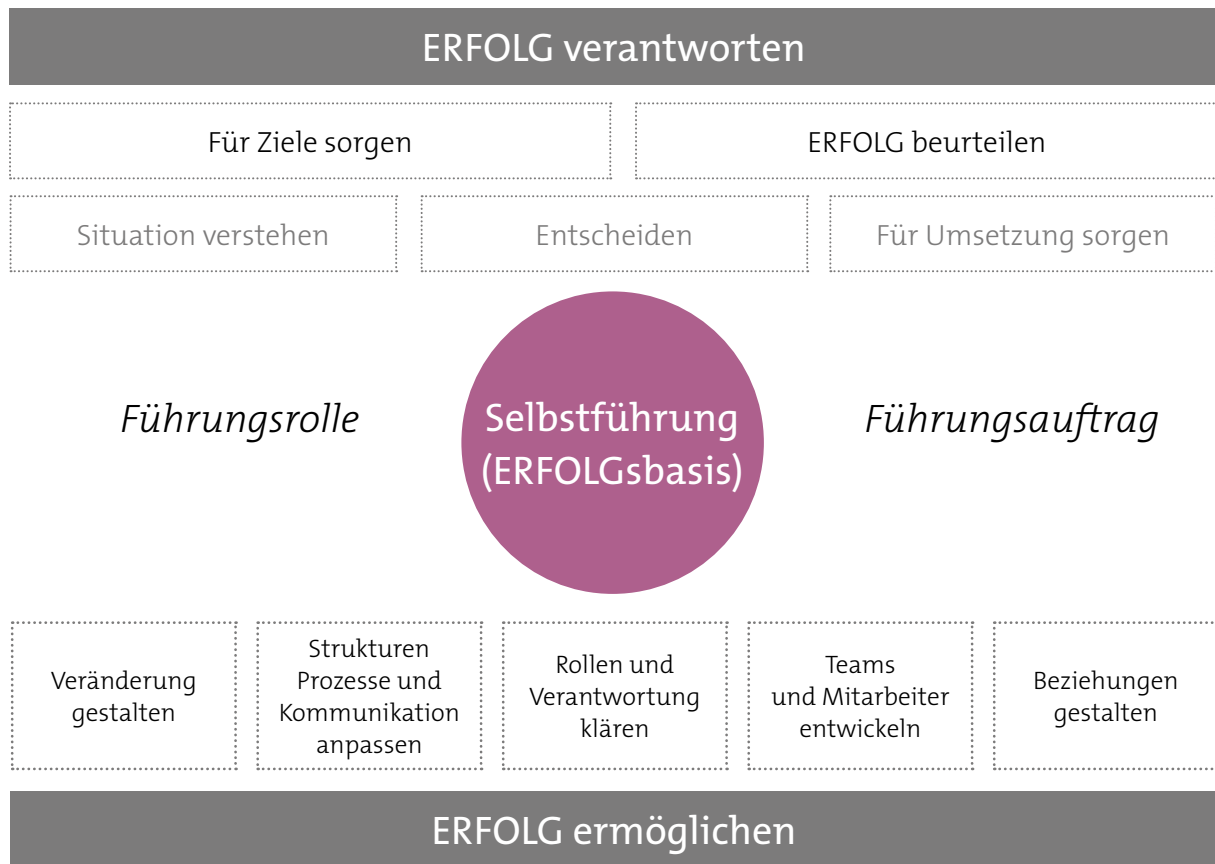 ERFOLG verantworten
Für Ziele sorgen
ERFOLG beurteilen
Situation verstehen
Entscheiden
Für Umsetzung sorgen
Führungsrolle
Selbstführung
(ERFOLGsbasis)
Führungsauftrag
Veränderung
gestalten
Strukturen
Prozesse und
Kommunikation
anpassen
Rollen und
Verantwortung
klären
Teams
und Mitarbeiter
entwickeln
Beziehungen
gestalten
ERFOLG ermöglichen